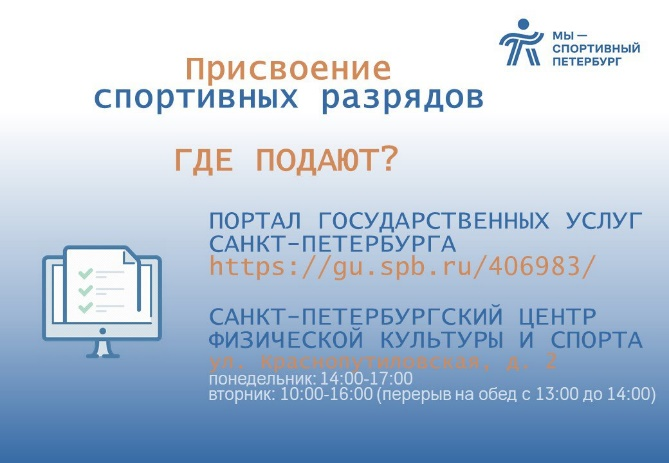 МЫ —
СПОРТИВНЫЙ
ПЕТЕРБУРГ
Присвоение
спортивных разрядов
ГДЕ ПОДАЮТ?
ПОРТАЛ ГОСУДАРСТВЕННЫХ УСЛУГ
САНКТ-ПЕТЕРБУРГА
https://gu.spb.ru/406983/
САНКТ-ПЕТЕРБУРГСКИЙ ЦЕНТР
ФИЗИЧЕСКОЙ КУЛЬТУРЫ И СПОРТА
ул. Краснопутиловская, д. 2
понедельник: 14:00-17:00
вторник: 10:00-16:00 (перерыв на обед с 13:00 до 14:00)